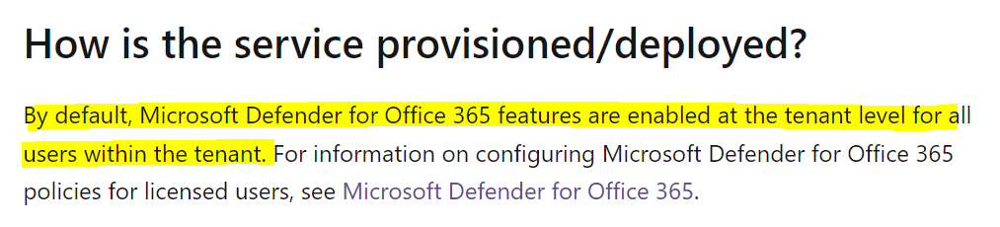 How is the service provisioned/deployed?
By default, Microsoft Defender for Office 365 features are enabled at the tenant level for all
users within the tenant. For information on configuring Microsoft Defender for Office 365
policies for licensed users, see Microsoft Defender for Office 365.